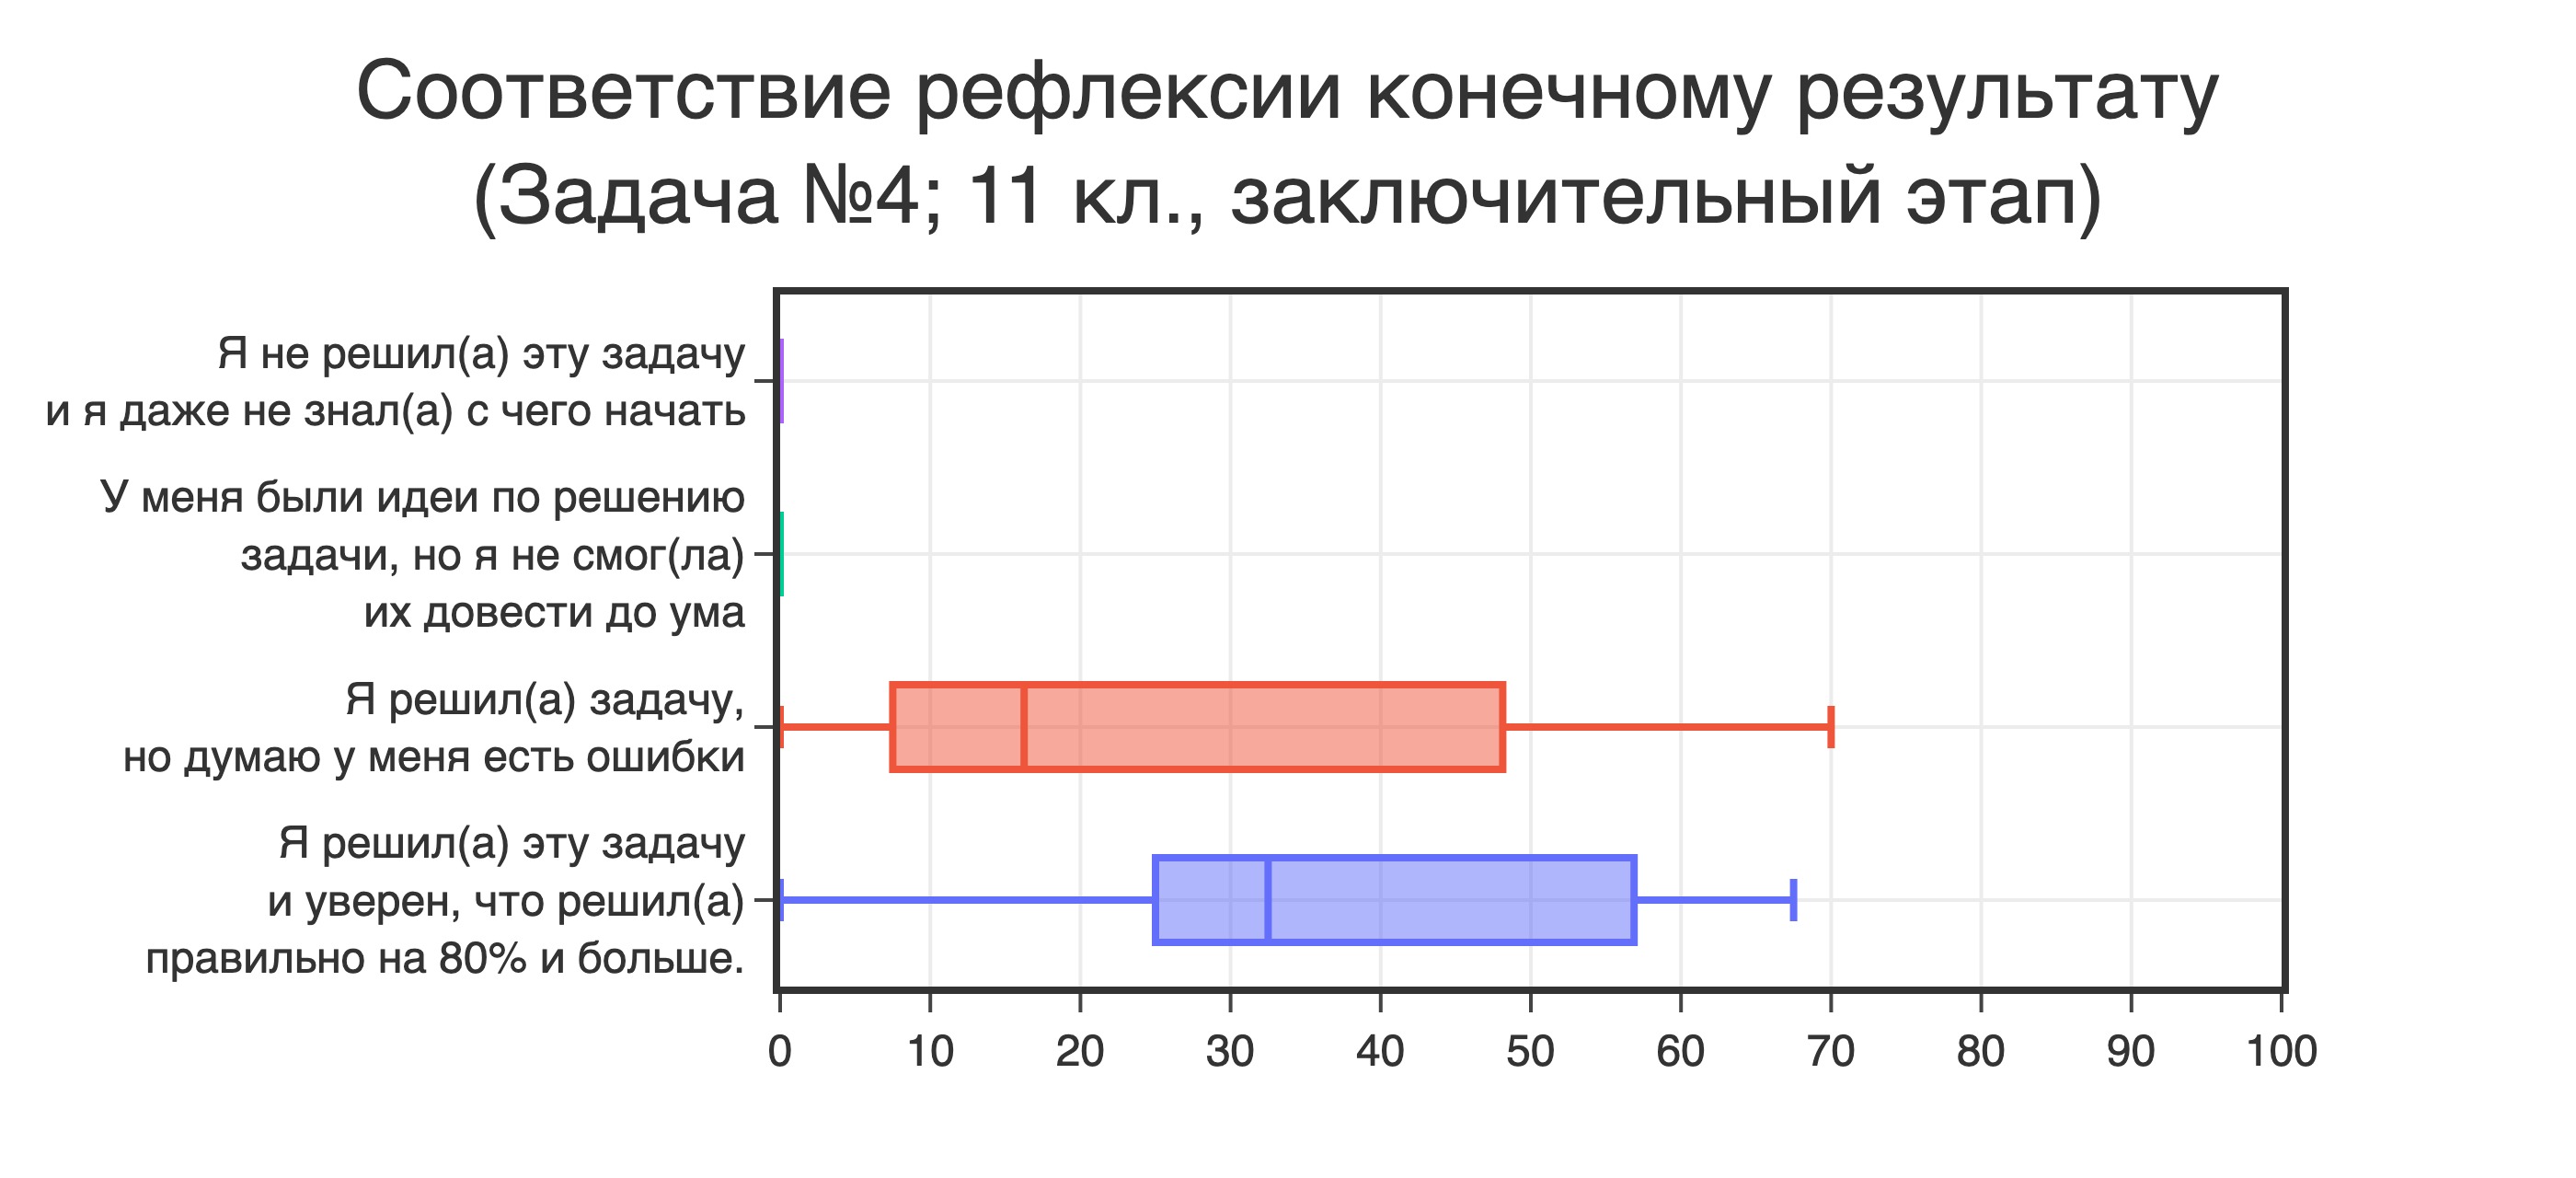 Соответствие рефлексии конечному результату
(Задача №4; 11 кл., заключительный этап)
Я не решил(а) эту задачу
и я даже не знал(а) с чего начать
У меня были идеи по решению
задачи, но я не смог(ла)
их довести до ума
Я решил(а) задачу,
но думаю у меня есть ошибки
Я решил(а) эту задачу
и уверен, что решил(а)
правильно на 80% и больше.
0 10 20 30 40 50 60 70 80 90 100